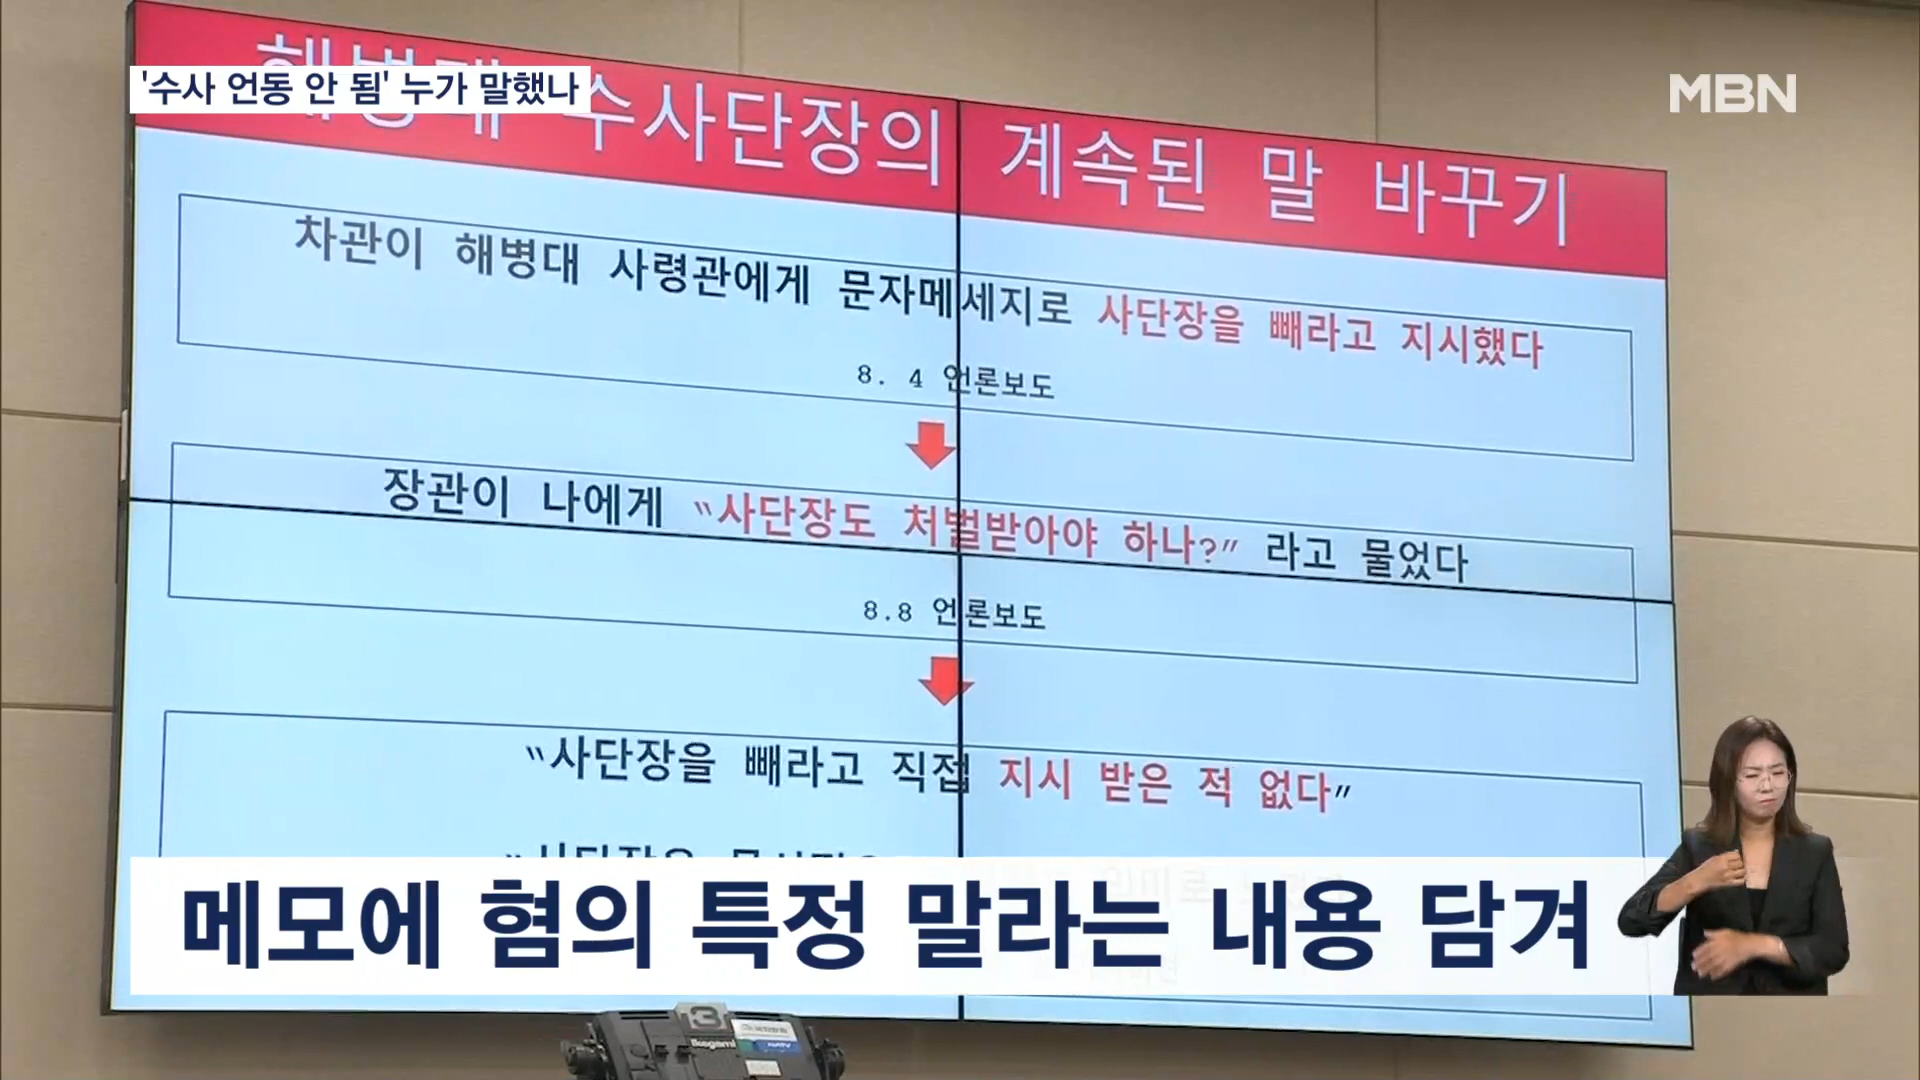 '수사 언동 안 됨' 누가 말했나
MBN
해병대 수사단장의 계속된 말 바꾸기
차관이 해병대 사령관에게 문자메세지로 사단장을 빼라고 지시했다
8. 4 언론보도
장관이 나에게 “사단장도 처벌받아야 하나?” 라고 물었다
8.8 언론보도
“사단장을 빼라고 직접 지시 받은 적 없다”
메모에 혐의 특정 말라는 내용 담겨
3
Ikegami